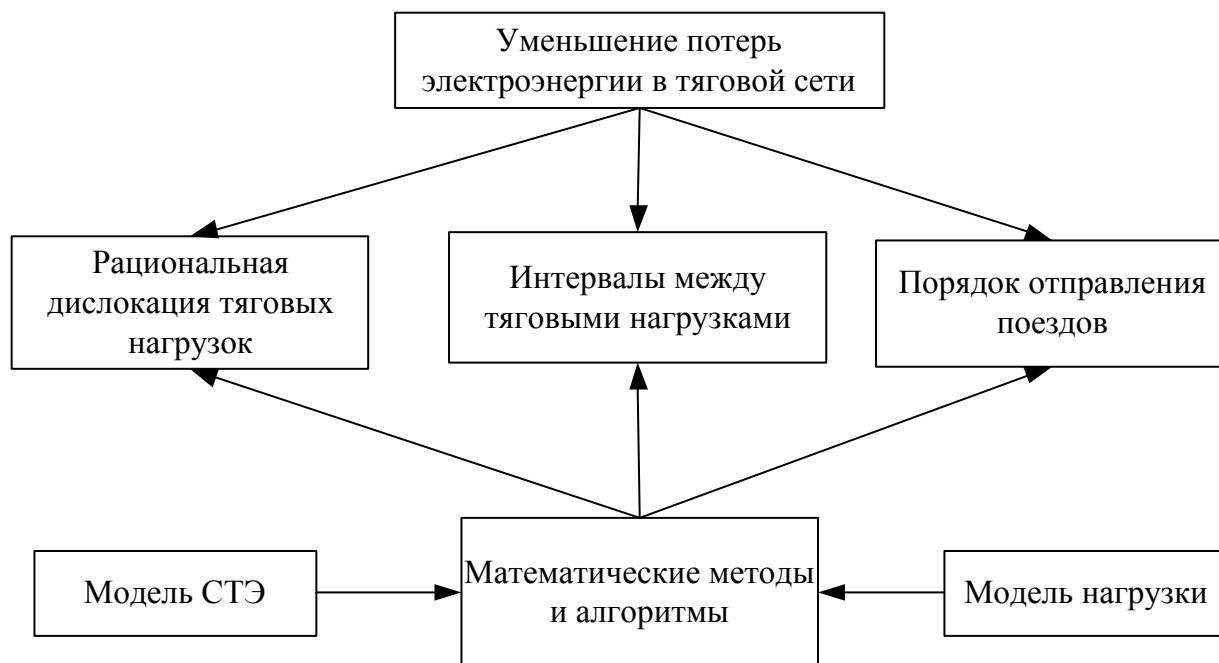 Уменьшение потерь
электроэнергии в тяговой сети
Рациональная
дислокация тяговых
нагрузок
Интервалы между
тяговыми нагрузками
Порядок отправления
поездов
Модель СТЭ
Математические методы
и алгоритмы
Модель нагрузки